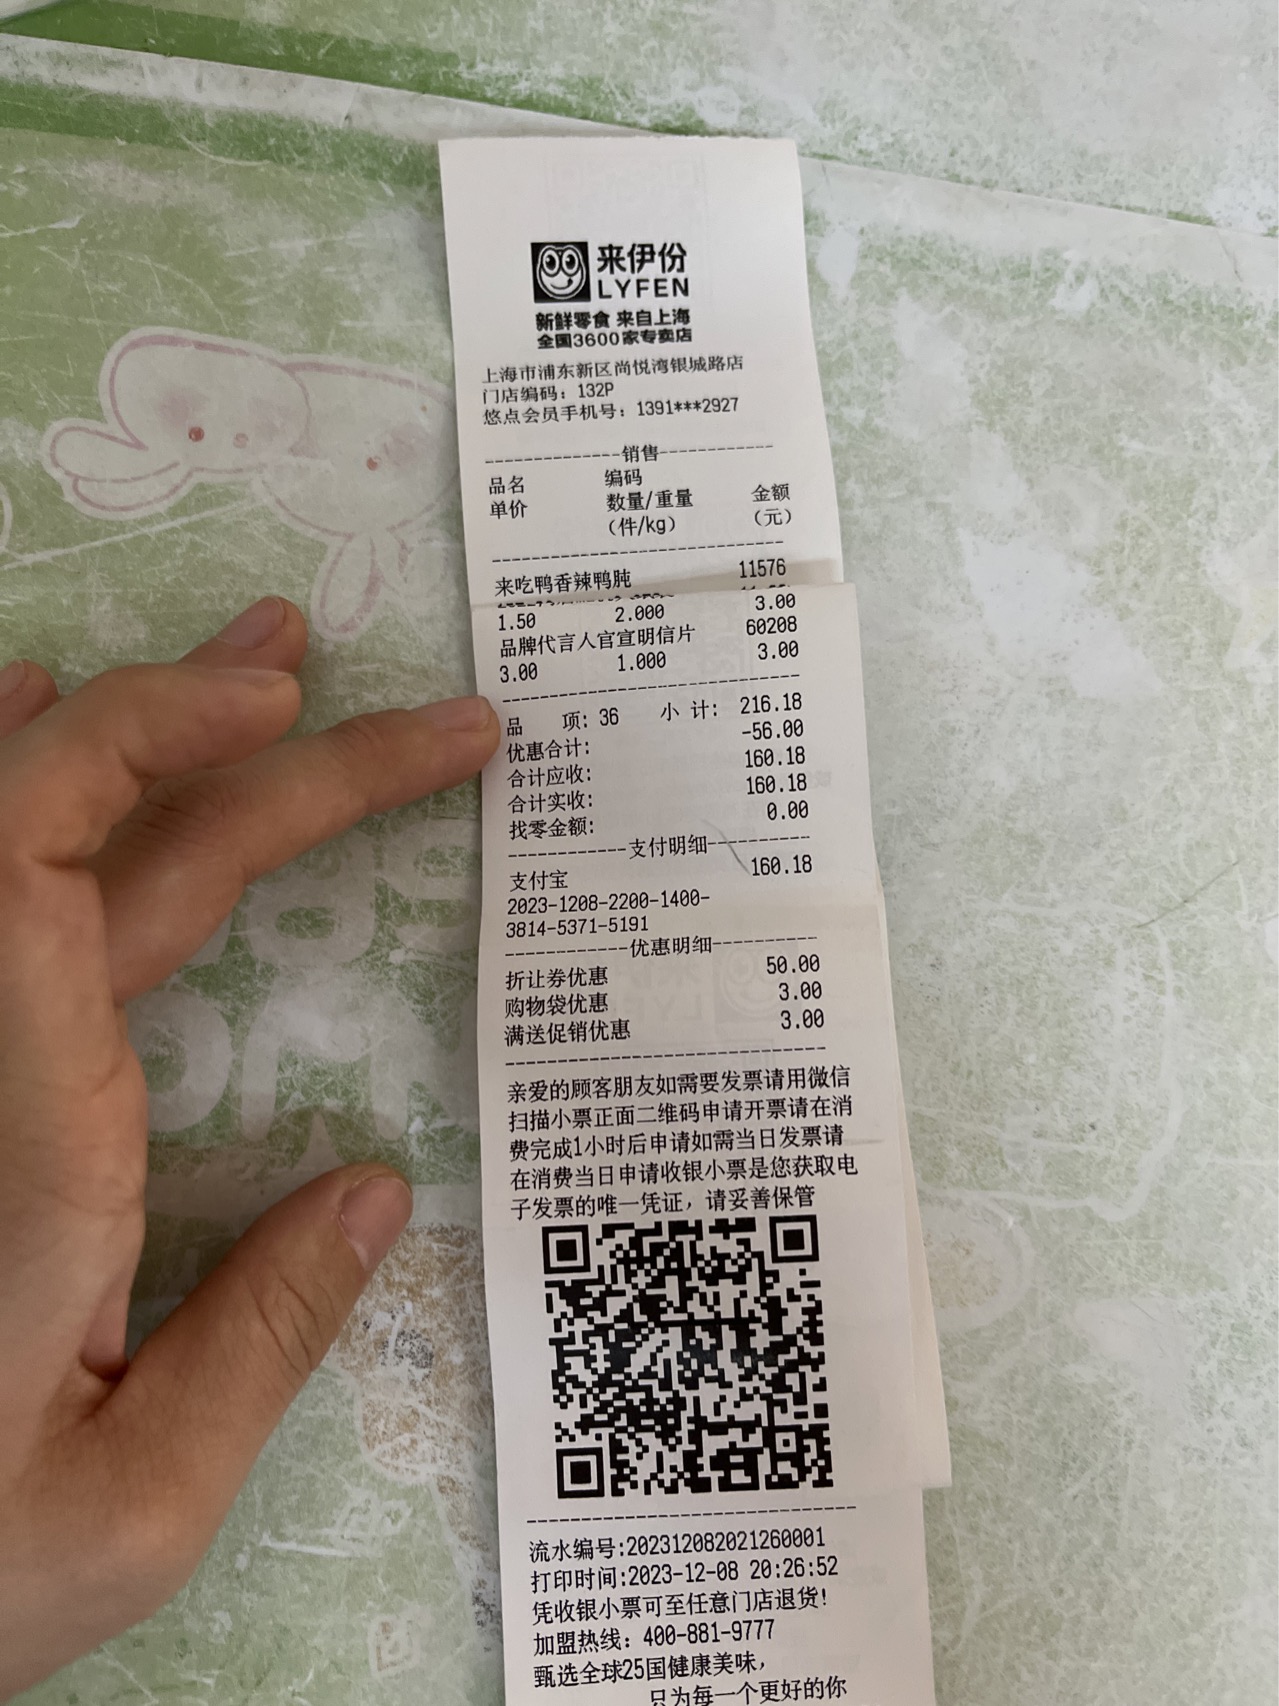 来伊份
LYFEN
新鲜零食 来自上海
全国3600家专卖店
上海市浦东新区尚悦湾银城路店
门店编码: 132P
悠点会员手机号: 1391***2927
------------销售------------
品名 编码
单价 数量/重量 金额
(件/kg) (元)
来吃鸭香辣鸭肫 11576
1.50 2.000 3.00
品牌代言人官宣明信片 60208
3.00 1.000 3.00
品 项: 36 小 计: 216.18
优惠合计: -56.00
合计应收: 160.18
合计实收: 160.18
找零金额: 0.00
------------支付明细----------
支付宝 160.18
2023-1208-2200-1400-
3814-5371-5191
------------优惠明细----------
折让券优惠 50.00
购物袋优惠 3.00
满送促销优惠 3.00
亲爱的顾客朋友如需要发票请用微信
扫描小票正面二维码申请开票请在消
费完成1小时后申请如需当日发票请
在消费当日申请收银小票是您获取电
子发票的唯一凭证，请妥善保管
流水编号:202312082021260001
打印时间:2023-12-08 20:26:52
凭收银小票可至任意门店退货!
加盟热线: 400-881-9777
甄选全球25国健康美味，
只为每一个更好的你